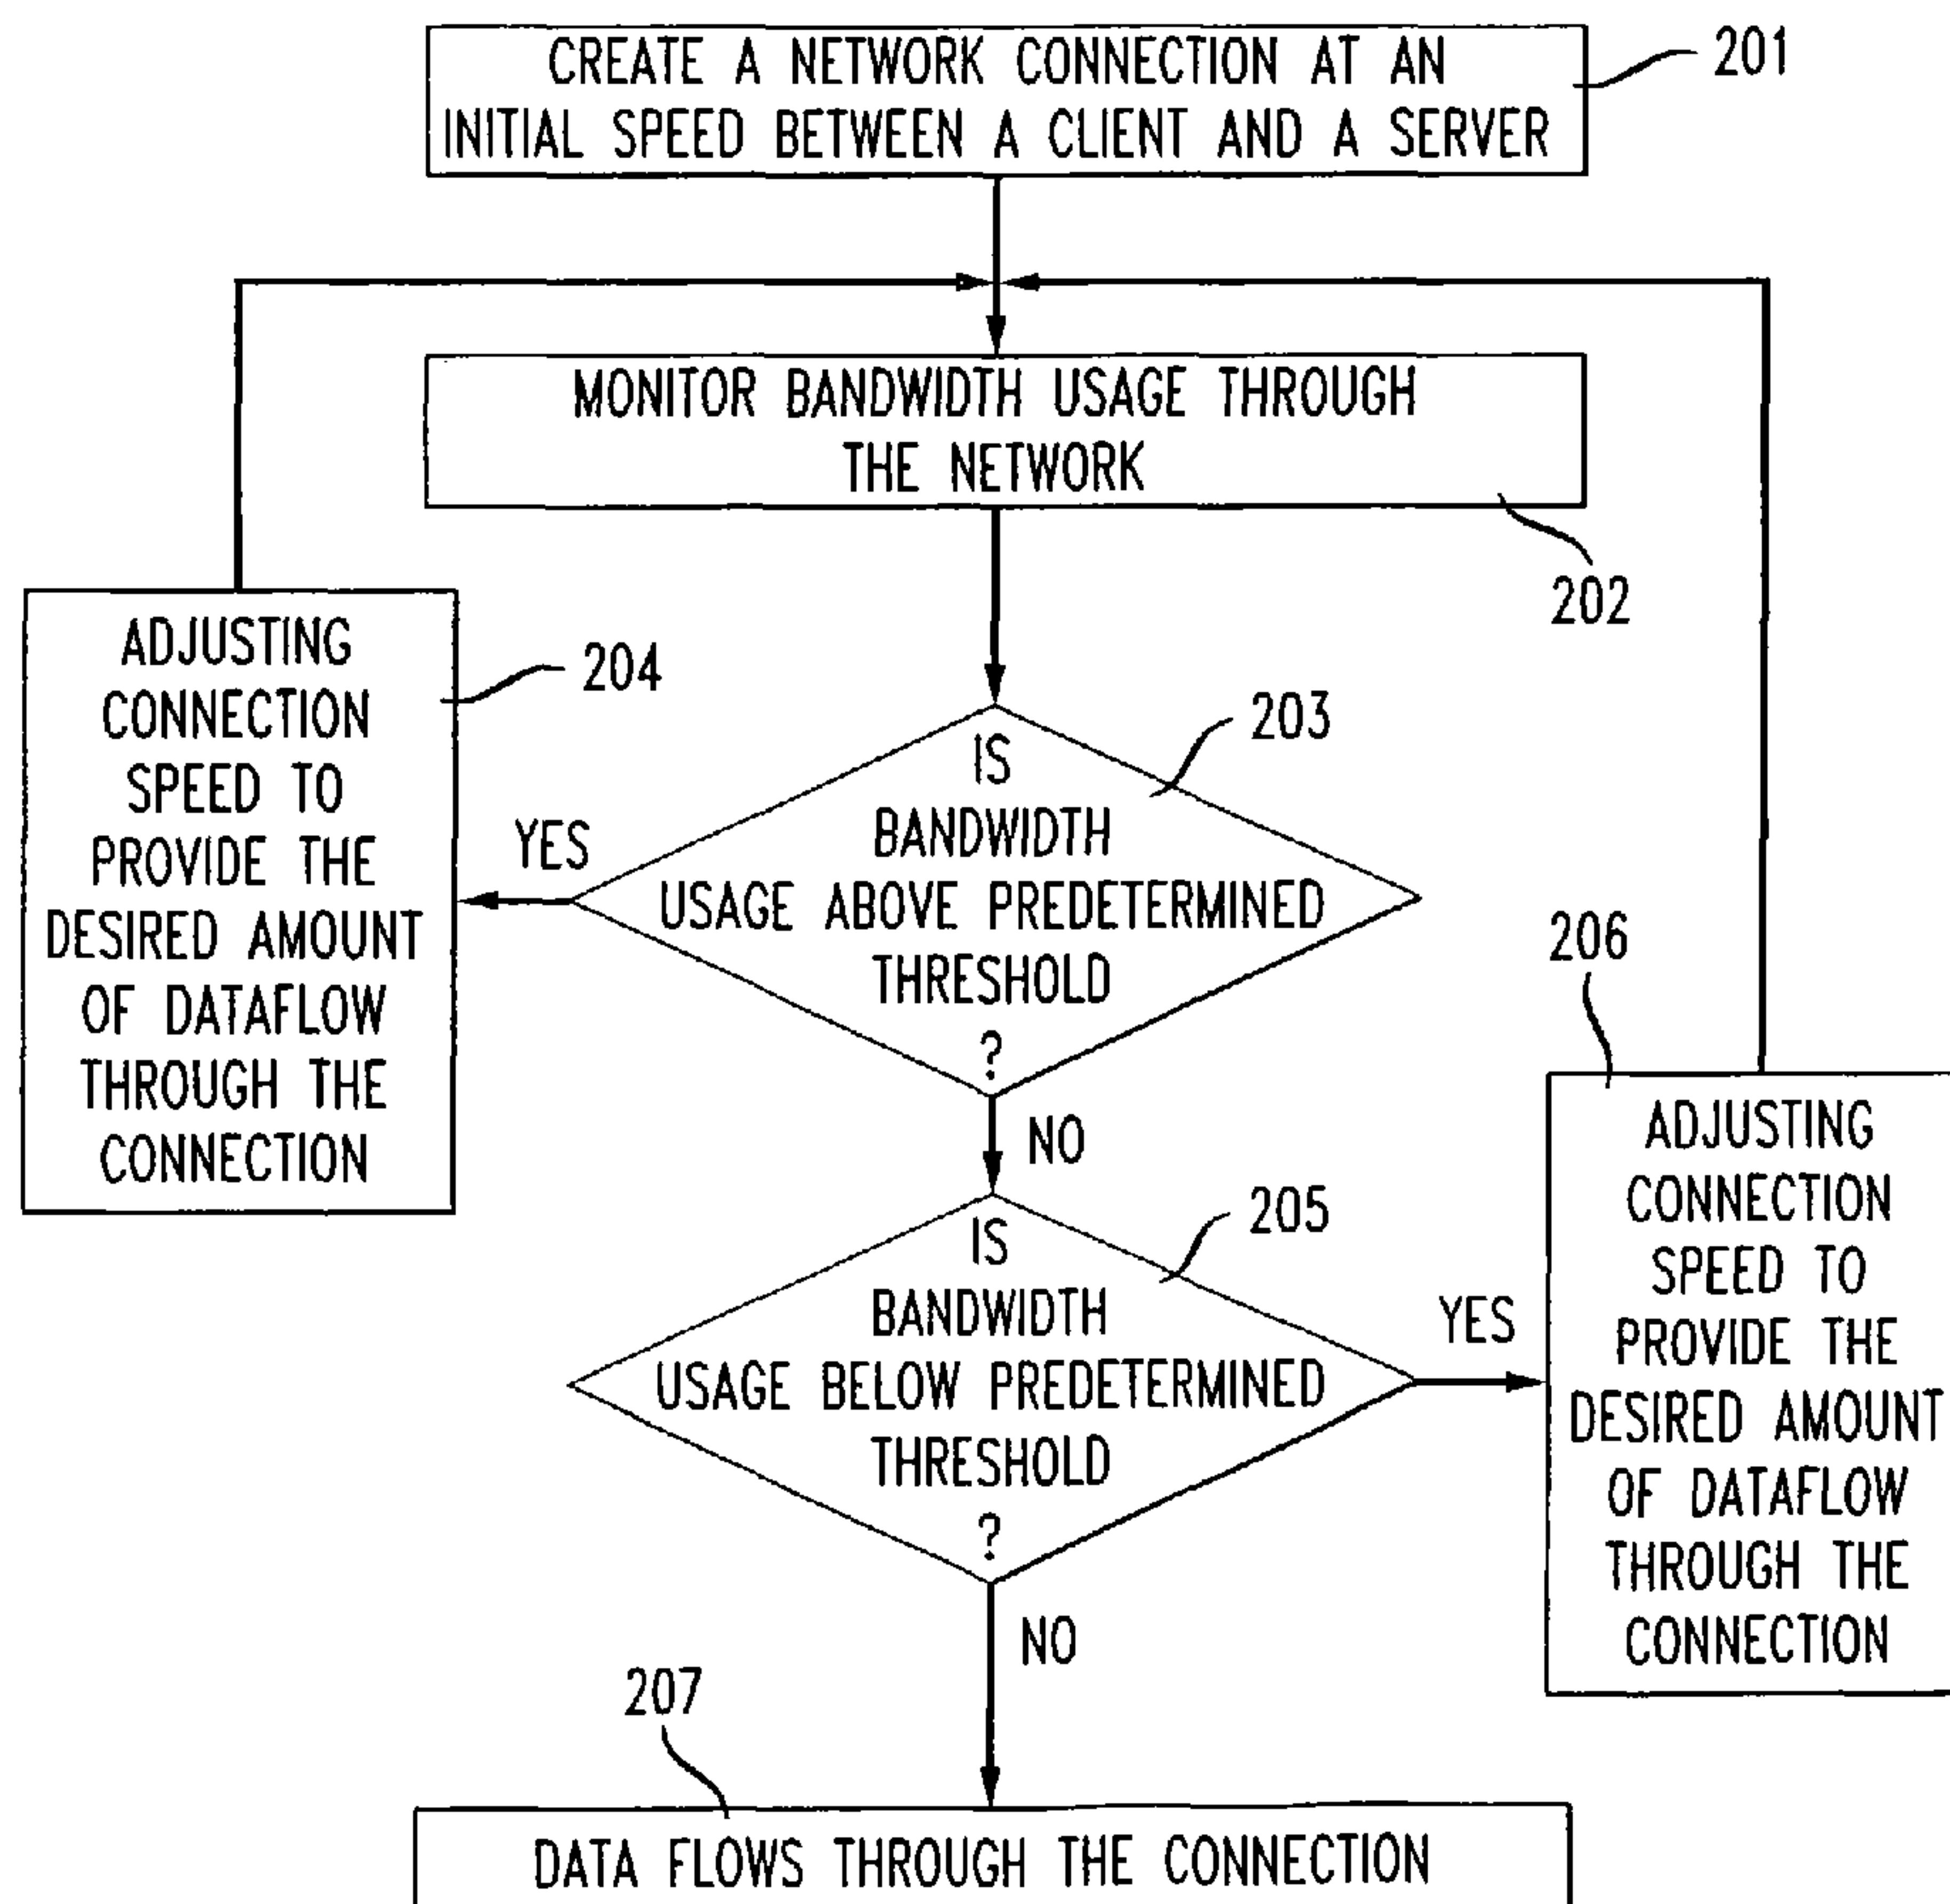 CREATE A NETWORK CONNECTION AT AN
INITIAL SPEED BETWEEN A CLIENT AND A SERVER
201
MONITOR BANDWIDTH USAGE THROUGH
THE NETWORK
202
ADJUSTING
CONNECTION
SPEED TO
PROVIDE THE
DESIRED AMOUNT
OF DATAFLOW
THROUGH THE
CONNECTION
204
YES
IS
BANDWIDTH
USAGE ABOVE PREDETERMINED
THRESHOLD
?
203
NO
IS
BANDWIDTH
USAGE BELOW PREDETERMINED
THRESHOLD
?
205
YES
206
ADJUSTING
CONNECTION
SPEED TO
PROVIDE THE
DESIRED AMOUNT
OF DATAFLOW
THROUGH THE
CONNECTION
NO
207
DATA FLOWS THROUGH THE CONNECTION